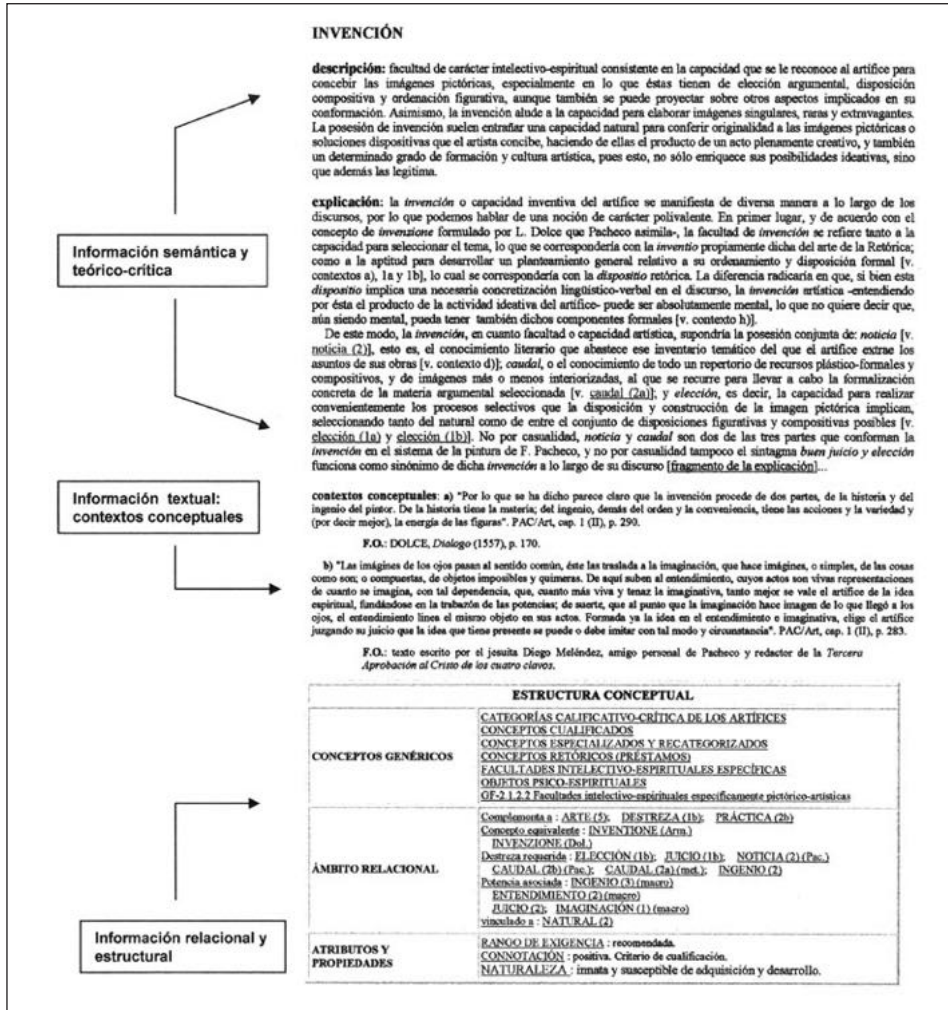 INVENCIÓN
descripción: facultad de carácter intelectivo-espiritual consistente en la capacidad que se le reconoce al artífice para
concebir las imágenes pictóricas, especialmente en lo que éstas tienen de elección argumental, disposición
compositiva y ordenación figurativa, aunque también se puede proyectar sobre otros aspectos implicados en su
conformación. Asimismo, la invención alude a la capacidad para elaborar imágenes singulares, raras y extravagantes.
La posesión de invención suelen entrañar una capacidad natural para conferir originalidad a las imágenes pictóricas o
soluciones dispositivas que el artista concibe, haciendo de ellas el producto de un acto plenamente creativo, y también
un determinado grado de formación y cultura artística, pues esto, no sólo enriquece sus posibilidades ideativas, sino
que además las legitima.
explicación: la invención o capacidad inventiva del artífice se manifiesta de diversa manera a lo largo de los
discursos, por lo que podemos hablar de una noción de carácter polivalente. En primer lugar, y de acuerdo con el
concepto de invenzione formulado por L. Dolce que Pacheco asimila-, la facultad de invención se refiere tanto a la
capacidad para seleccionar el tema, lo que se correspondería con la inventio propiamente dicha del arte de la Retórica;
como a la aptitud para desarrollar un planteamiento general relativo a su ordenamiento y disposición formal [v.
contextos a), 1a y 1b], lo cual se correspondería con la dispositio retórica. La diferencia radicaría en que, si bien esta
dispositio implica una necesaria concretización lingüístico-verbal en el discurso, la invención artística -entendiendo
por ésta el producto de la actividad ideativa del artífice- puede ser absolutamente mental, lo que no quiere decir que,
aún siendo mental, pueda tener también dichos componentes formales [v. contexto h)].
De este modo, la invención, en cuanto facultad o capacidad artística, supondría la posesión conjunta de: noticia [v.
noticia (2)], esto es, el conocimiento literario que abastece ese inventario temático del que el artífice extrae los
asuntos de sus obras [v. contexto d)]; caudal, o el conocimiento de todo un repertorio de recursos plástico-formales y
compositivos, y de imágenes más o menos interiorizadas, al que se recurre para llevar a cabo la formalización
concreta de la materia argumental seleccionada [v. caudal (2a)]; y elección, es decir, la capacidad para realizar
convenientemente los procesos selectivos que la disposición y construcción de la imagen pictórica implican,
seleccionando tanto del natural como de entre el conjunto de disposiciones figurativas y compositivas posibles [v.
elección (1a) y elección (1b)]. No por casualidad, noticia y caudal son dos de las tres partes que conforman la
invención en el sistema de la pintura de F. Pacheco, y no por casualidad tampoco el sintagma buen juicio y elección
funciona como sinónimo de dicha invención a lo largo de su discurso [fragmento de la explicación]...
contextos conceptuales: a) "Por lo que se ha dicho parece claro que la invención procede de dos partes, de la historia y del
ingenio del pintor. De la historia tiene la materia; del ingenio, demás del orden y la conveniencia, tiene las acciones y la variedad y
(por decir mejor), la energía de las figuras". PAC/Art, cap. 1 (II), p. 290.
F.O.: DOLCE, Dialogo (1557), p. 170.
b) "Las imágines de los ojos pasan al sentido común, éste las traslada a la imaginación, que hace imágines, o simples, de las cosas
como son; o compuestas, de objetos imposibles y quimeras. De aquí suben al entendimiento, cuyos actos son vivas representaciones
de cuanto se imagina, con tal dependencia, que, cuanto más viva y tenaz la imaginativa, tanto mejor se vale el artífice de la idea
espiritual, fundándose en la trabazón de las potencias; de suerte, que al punto que la imaginación hace imagen de lo que llegó a los
ojos, el entendimiento linea el mismo objeto en sus actos. Formada ya la idea en el entendimiento e imaginativa, elige el artífice
juzgando su juicio que la idea que tiene presente se puede o debe imitar con tal modo y circunstancia". PAC/Art, cap. 1 (II), p. 283.
F.O.: texto escrito por el jesuita Diego Meléndez, amigo personal de Pacheco y redactor de la Tercera
Aprobación al Cristo de los cuatro clavos.
ESTRUCTURA CONCEPTUAL
CONCEPTOS GENÉRICOS
CATEGORÍAS CALIFICATIVO-CRÍTICA DE LOS ARTÍFICES
CONCEPTOS CUALIFICADOS
CONCEPTOS ESPECIALIZADOS Y RECATEGORIZADOS
CONCEPTOS RETÓRICOS (PRÉSTAMOS)
FACULTADES INTELECTIVO-ESPIRITUALES ESPECÍFICAS
OBJETOS PSICO-ESPIRITUALES
GF-2 1.2.2 Facultades intelectivo-espirituales específicamente pictórico-artísticas
ÁMBITO RELACIONAL
Complementa a : ARTE (5); DESTREZA (1b); PRÁCTICA (2b)
Concepto equivalente : INVENTIONE (Arm.)
INVENZIONE (Dol.)
Destreza requerida : ELECCIÓN (1b); JUICIO (1b); NOTICIA (2) (Pac.)
CAUDAL (2b) (Pac.); CAUDAL (2a) (met.); INGENIO (2)
Potencia asociada : INGENIO (3) (macro)
ENTENDIMIENTO (2) (macro)
JUICIO (2); IMAGINACIÓN (1) (macro)
vinculado a : NATURAL (2)
ATRIBUTOS Y
PROPIEDADES
RANGO DE EXIGENCIA : recomendada.
CONNOTACIÓN : positiva. Criterio de cualificación.
NATURALEZA : innata y susceptible de adquisición y desarrollo.
Información semántica y
teórico-crítica
Información textual:
contextos conceptuales
Información relacional y
estructural